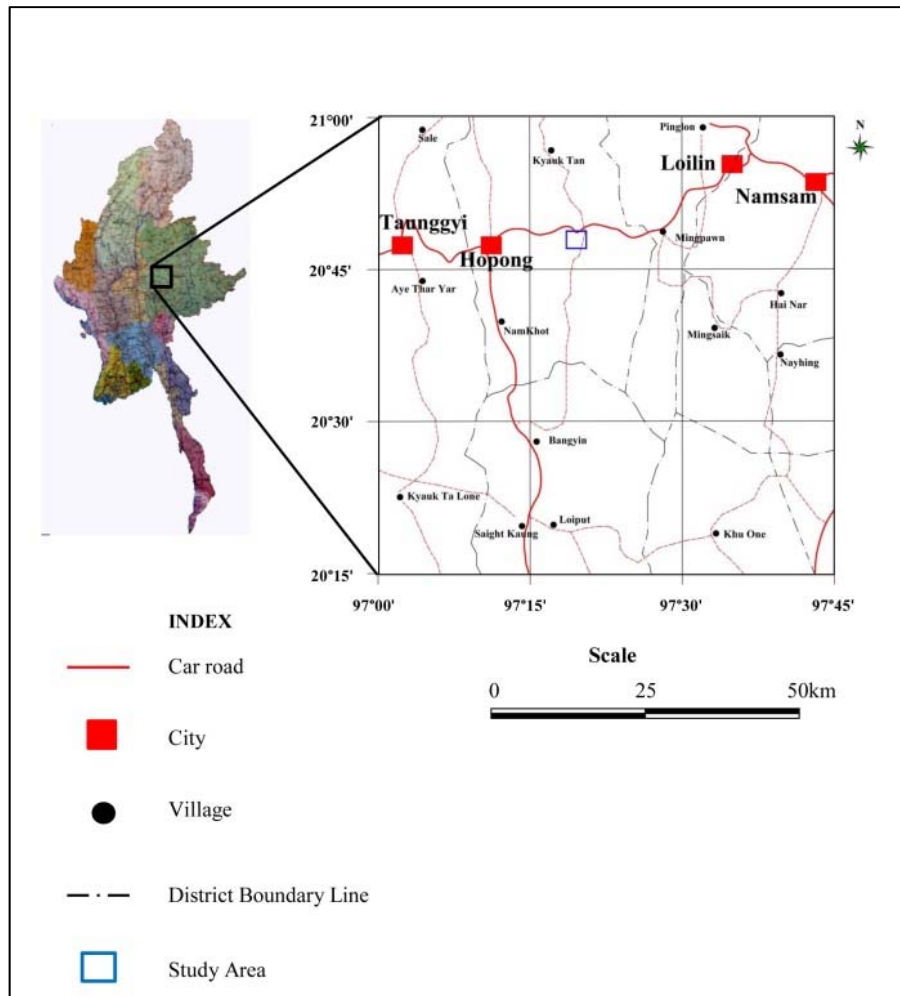 21°00'
20°45'
20°30'
20°15'
97°00'
97°15'
97°30'
97°45'
N
Sale
Kyauk Tan
Pinglon
Loilin
Namsam
Taunggyi
Hopong
Mingpawn
Aye Thar Yar
Hai Nar
NamKhot
Mingsaik
Nayhing
Bangyin
Kyauk Ta Lone
Saight Kaung
Loiput
Khu One
Scale
0 25 50km
INDEX
Car road
City
Village
District Boundary Line
Study Area